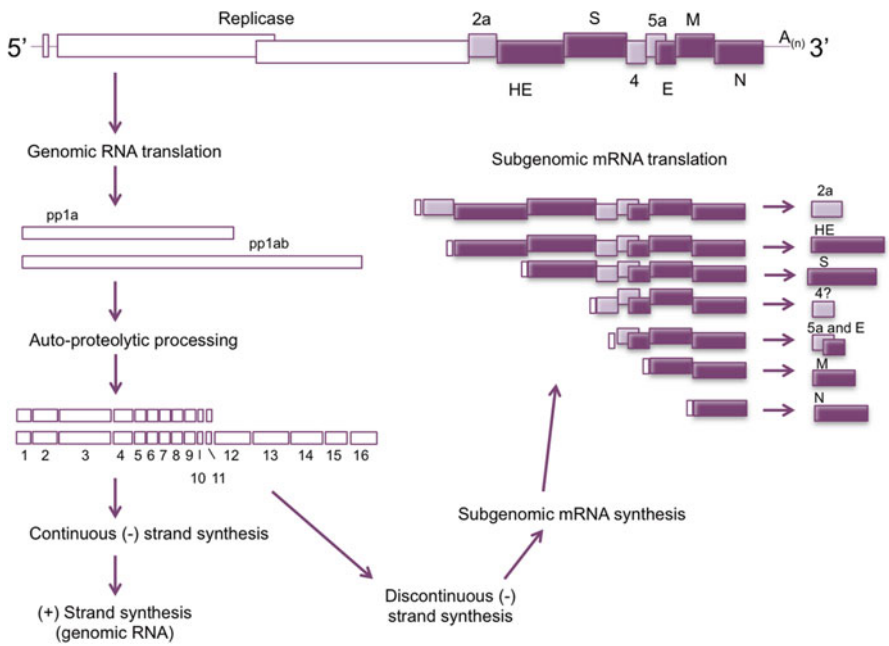 Replicase
2a
S
5a
M
5’
A(n)
3’
HE
4
E
N
Genomic RNA translation
pp1a
pp1ab
Auto-proteolytic processing
1 2 3 4 5 6 7 8 9 12 13 14 15 16
10 11
Continuous (-) strand synthesis
(+) Strand synthesis
(genomic RNA)
Discontinuous (-)
strand synthesis
Subgenomic mRNA synthesis
Subgenomic mRNA translation
2a
HE
S
4?
5a and E
M
N